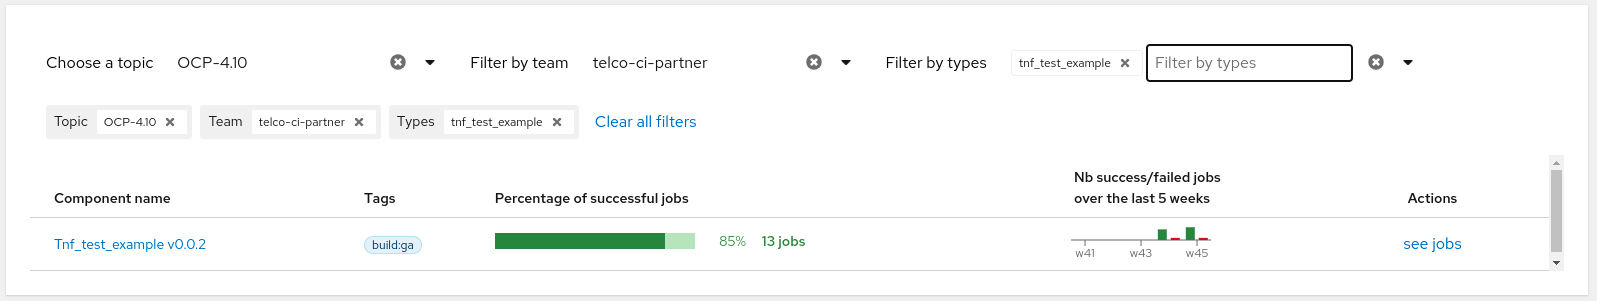 Choose a topic OCP-4.10 Filter by team telco-ci-partner Filter by types tnf_test_example Filter by types
Topic OCP-4.10 Team telco-ci-partner Types tnf_test_example Clear all filters
Nb success/failed jobs
Component name Tags Percentage of successful jobs over the last 5 weeks Actions
Tnf_test_example v0.0.2 build:ga 85% 13 jobs see jobs
w41 w43 w45